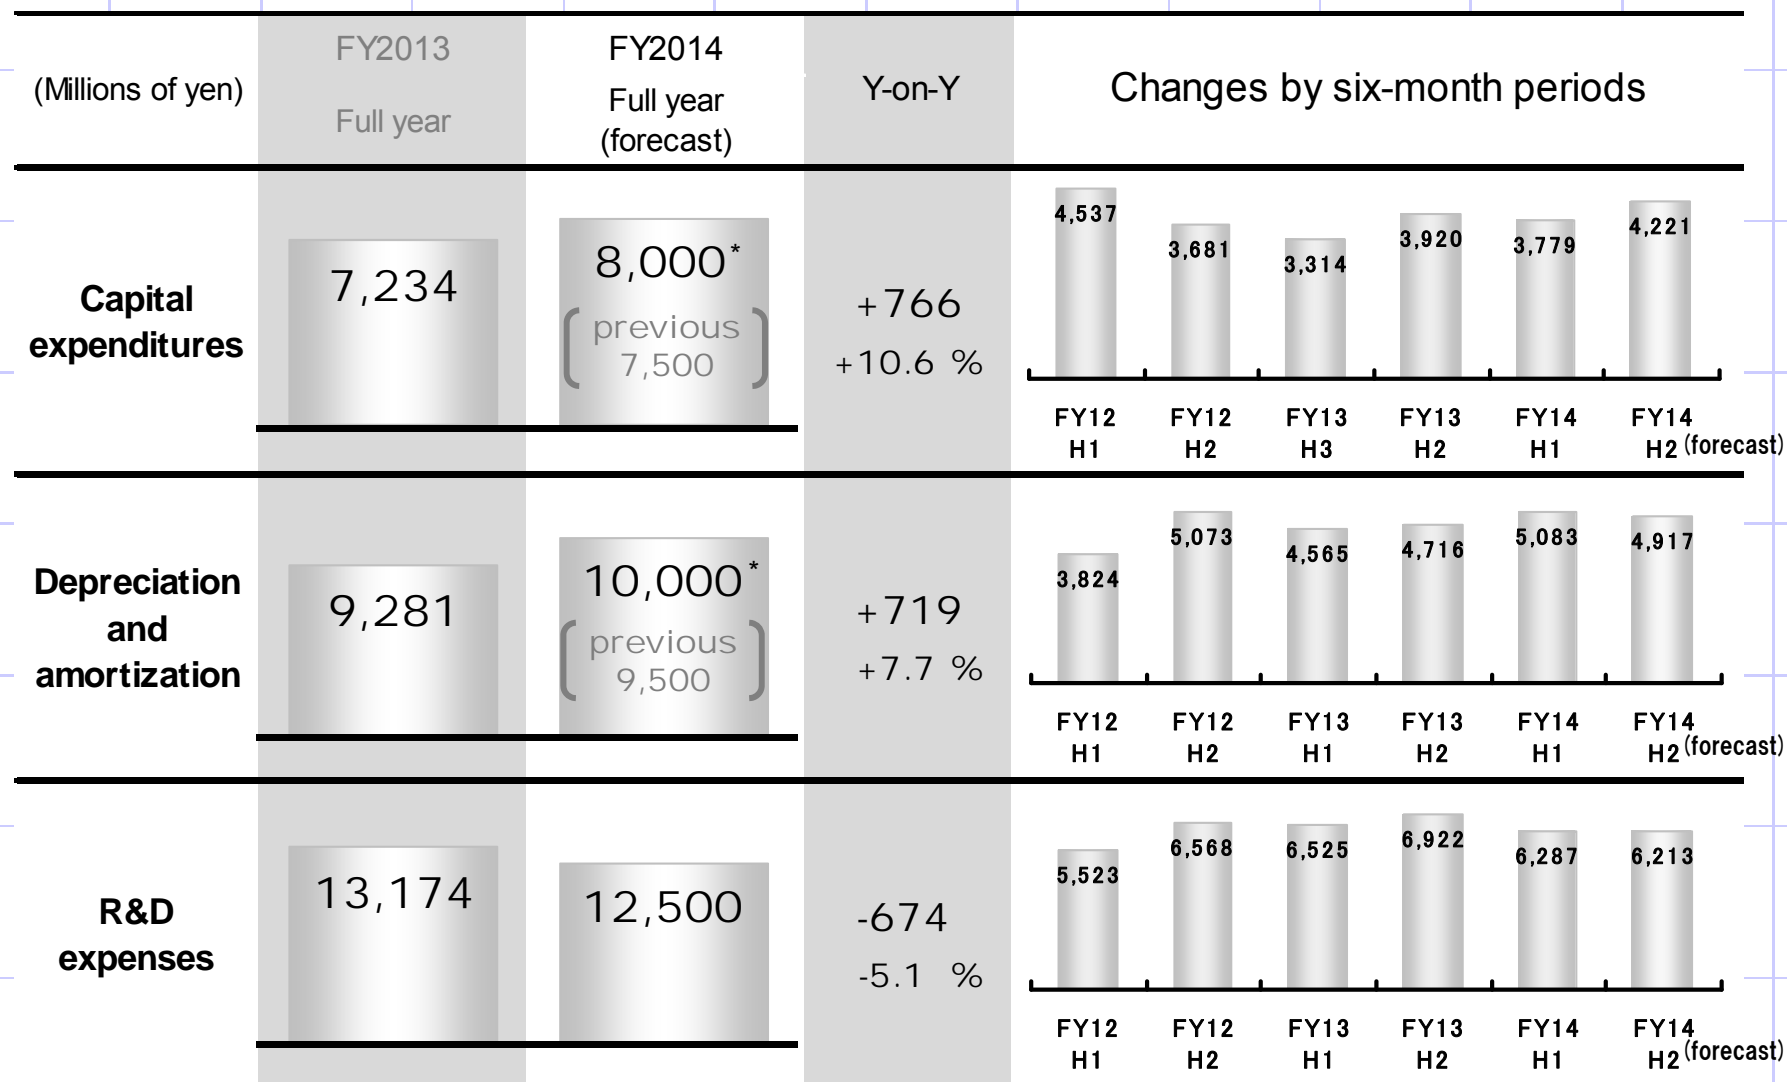 (Millions of yen)
FY2013
Full year
FY2014
Full year
(forecast)
Y-on-Y
Changes by six-month periods
Capital
expenditures
7,234
8,000*
previous
7,500
+766
+10.6 %
4,537
3,681
3,314
3,920
3,779
4,221
FY12 FY12 FY13 FY13 FY14 FY14
H1 H2 H3 H2 H1 H2 (forecast)
Depreciation
and
amortization
9,281
10,000*
previous
9,500
+719
+7.7 %
3,824
5,073
4,565
4,716
5,083
4,917
FY12 FY12 FY13 FY13 FY14 FY14
H1 H2 H1 H2 H1 H2 (forecast)
R&D
expenses
13,174
12,500
-674
-5.1 %
5,523
6,568
6,525
6,922
6,287
6,213
FY12 FY12 FY13 FY13 FY14 FY14
H1 H2 H1 H2 H1 H2 (forecast)